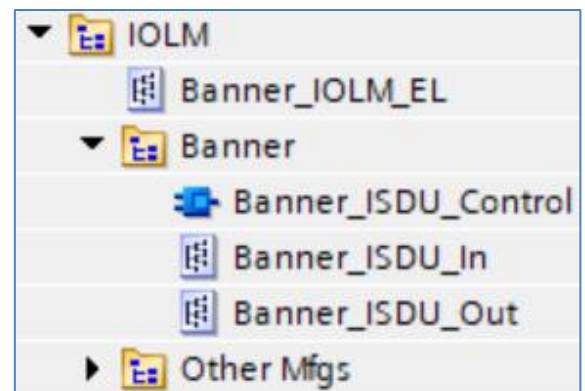 IOLM
Banner_IOLM_EL
Banner
Banner_ISDU_Control
Banner_ISDU_In
Banner_ISDU_Out
Other Mfgs